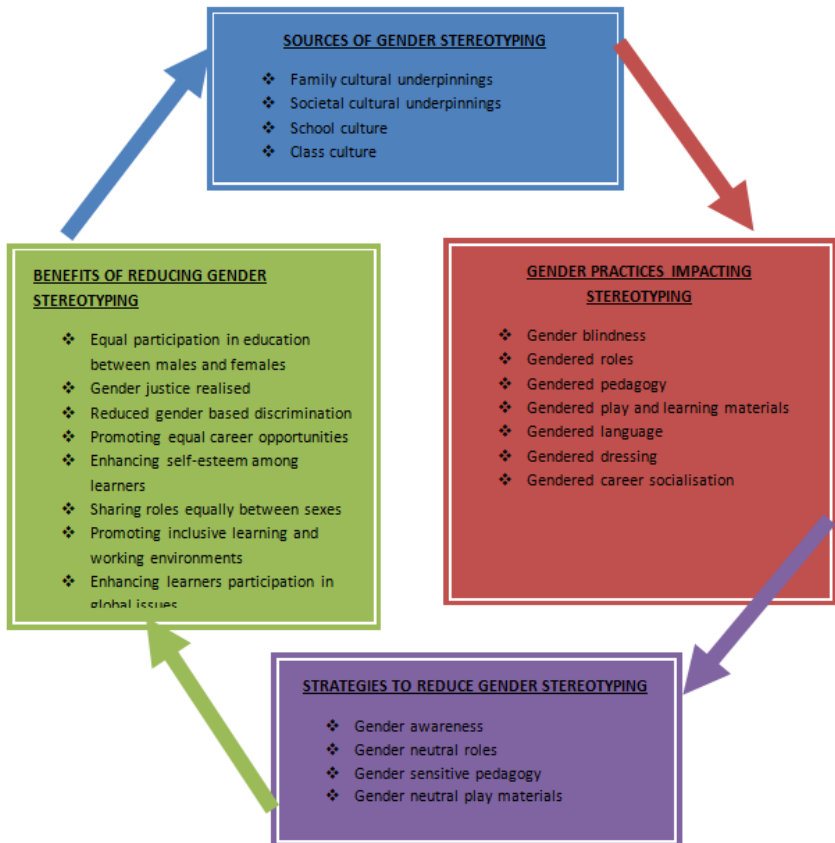 SOURCES OF GENDER STEREOTYPING
❖ Family cultural underpinnings
❖ Societal cultural underpinnings
❖ School culture
❖ Class culture
GENDER PRACTICES IMPACTING
STEREOTYPING
❖ Gender blindness
❖ Gendered roles
❖ Gendered pedagogy
❖ Gendered play and learning materials
❖ Gendered language
❖ Gendered dressing
❖ Gendered career socialisation
STRATEGIES TO REDUCE GENDER STEREOTYPING
❖ Gender awareness
❖ Gender neutral roles
❖ Gender sensitive pedagogy
❖ Gender neutral play materials
BENEFITS OF REDUCING GENDER
STEREOTYPING
❖ Equal participation in education
between males and females
❖ Gender justice realised
❖ Reduced gender based discrimination
❖ Promoting equal career opportunities
❖ Enhancing self-esteem among
learners
❖ Sharing roles equally between sexes
❖ Promoting inclusive learning and
working environments
❖ Enhancing learners participation in
global issues